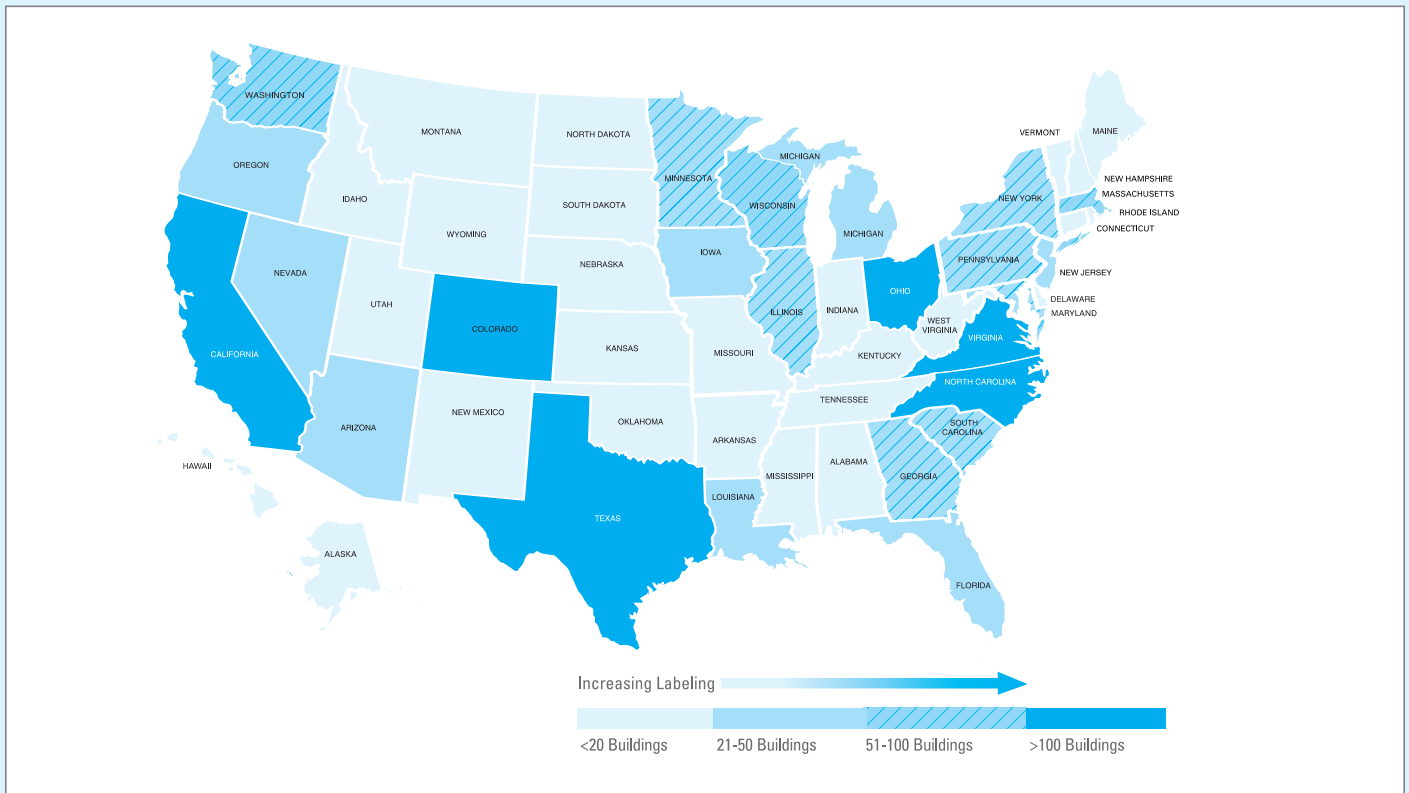 WASHINGTON
MONTANA
NORTH DAKOTA
VERMONT
MAINE
OREGON
IDAHO
MINNESOTA
MICHIGAN
NEW HAMPSHIRE
MASSACHUSETTS
SOUTH DAKOTA
WISCONSIN
NEW YORK
RHODE ISLAND
CONNECTICUT
WYOMING
MICHIGAN
IOWA
PENNSYLVANIA
NEVADA
NEBRASKA
NEW JERSEY
UTAH
ILLINOIS
INDIANA
OHIO
DELAWARE
MARYLAND
COLORADO
WEST
VIRGINIA
VIRGINIA
CALIFORNIA
KANSAS
MISSOURI
KENTUCKY
NORTH CAROLINA
TENNESSEE
NEW MEXICO
OKLAHOMA
ARIZONA
ARKANSAS
SOUTH
CAROLINA
HAWAII
MISSISSIPPI
ALABAMA
GEORGIA
LOUISIANA
TEXAS
ALASKA
FLORIDA
Increasing Labeling
<20 Buildings
21-50 Buildings
51-100 Buildings
>100 Buildings